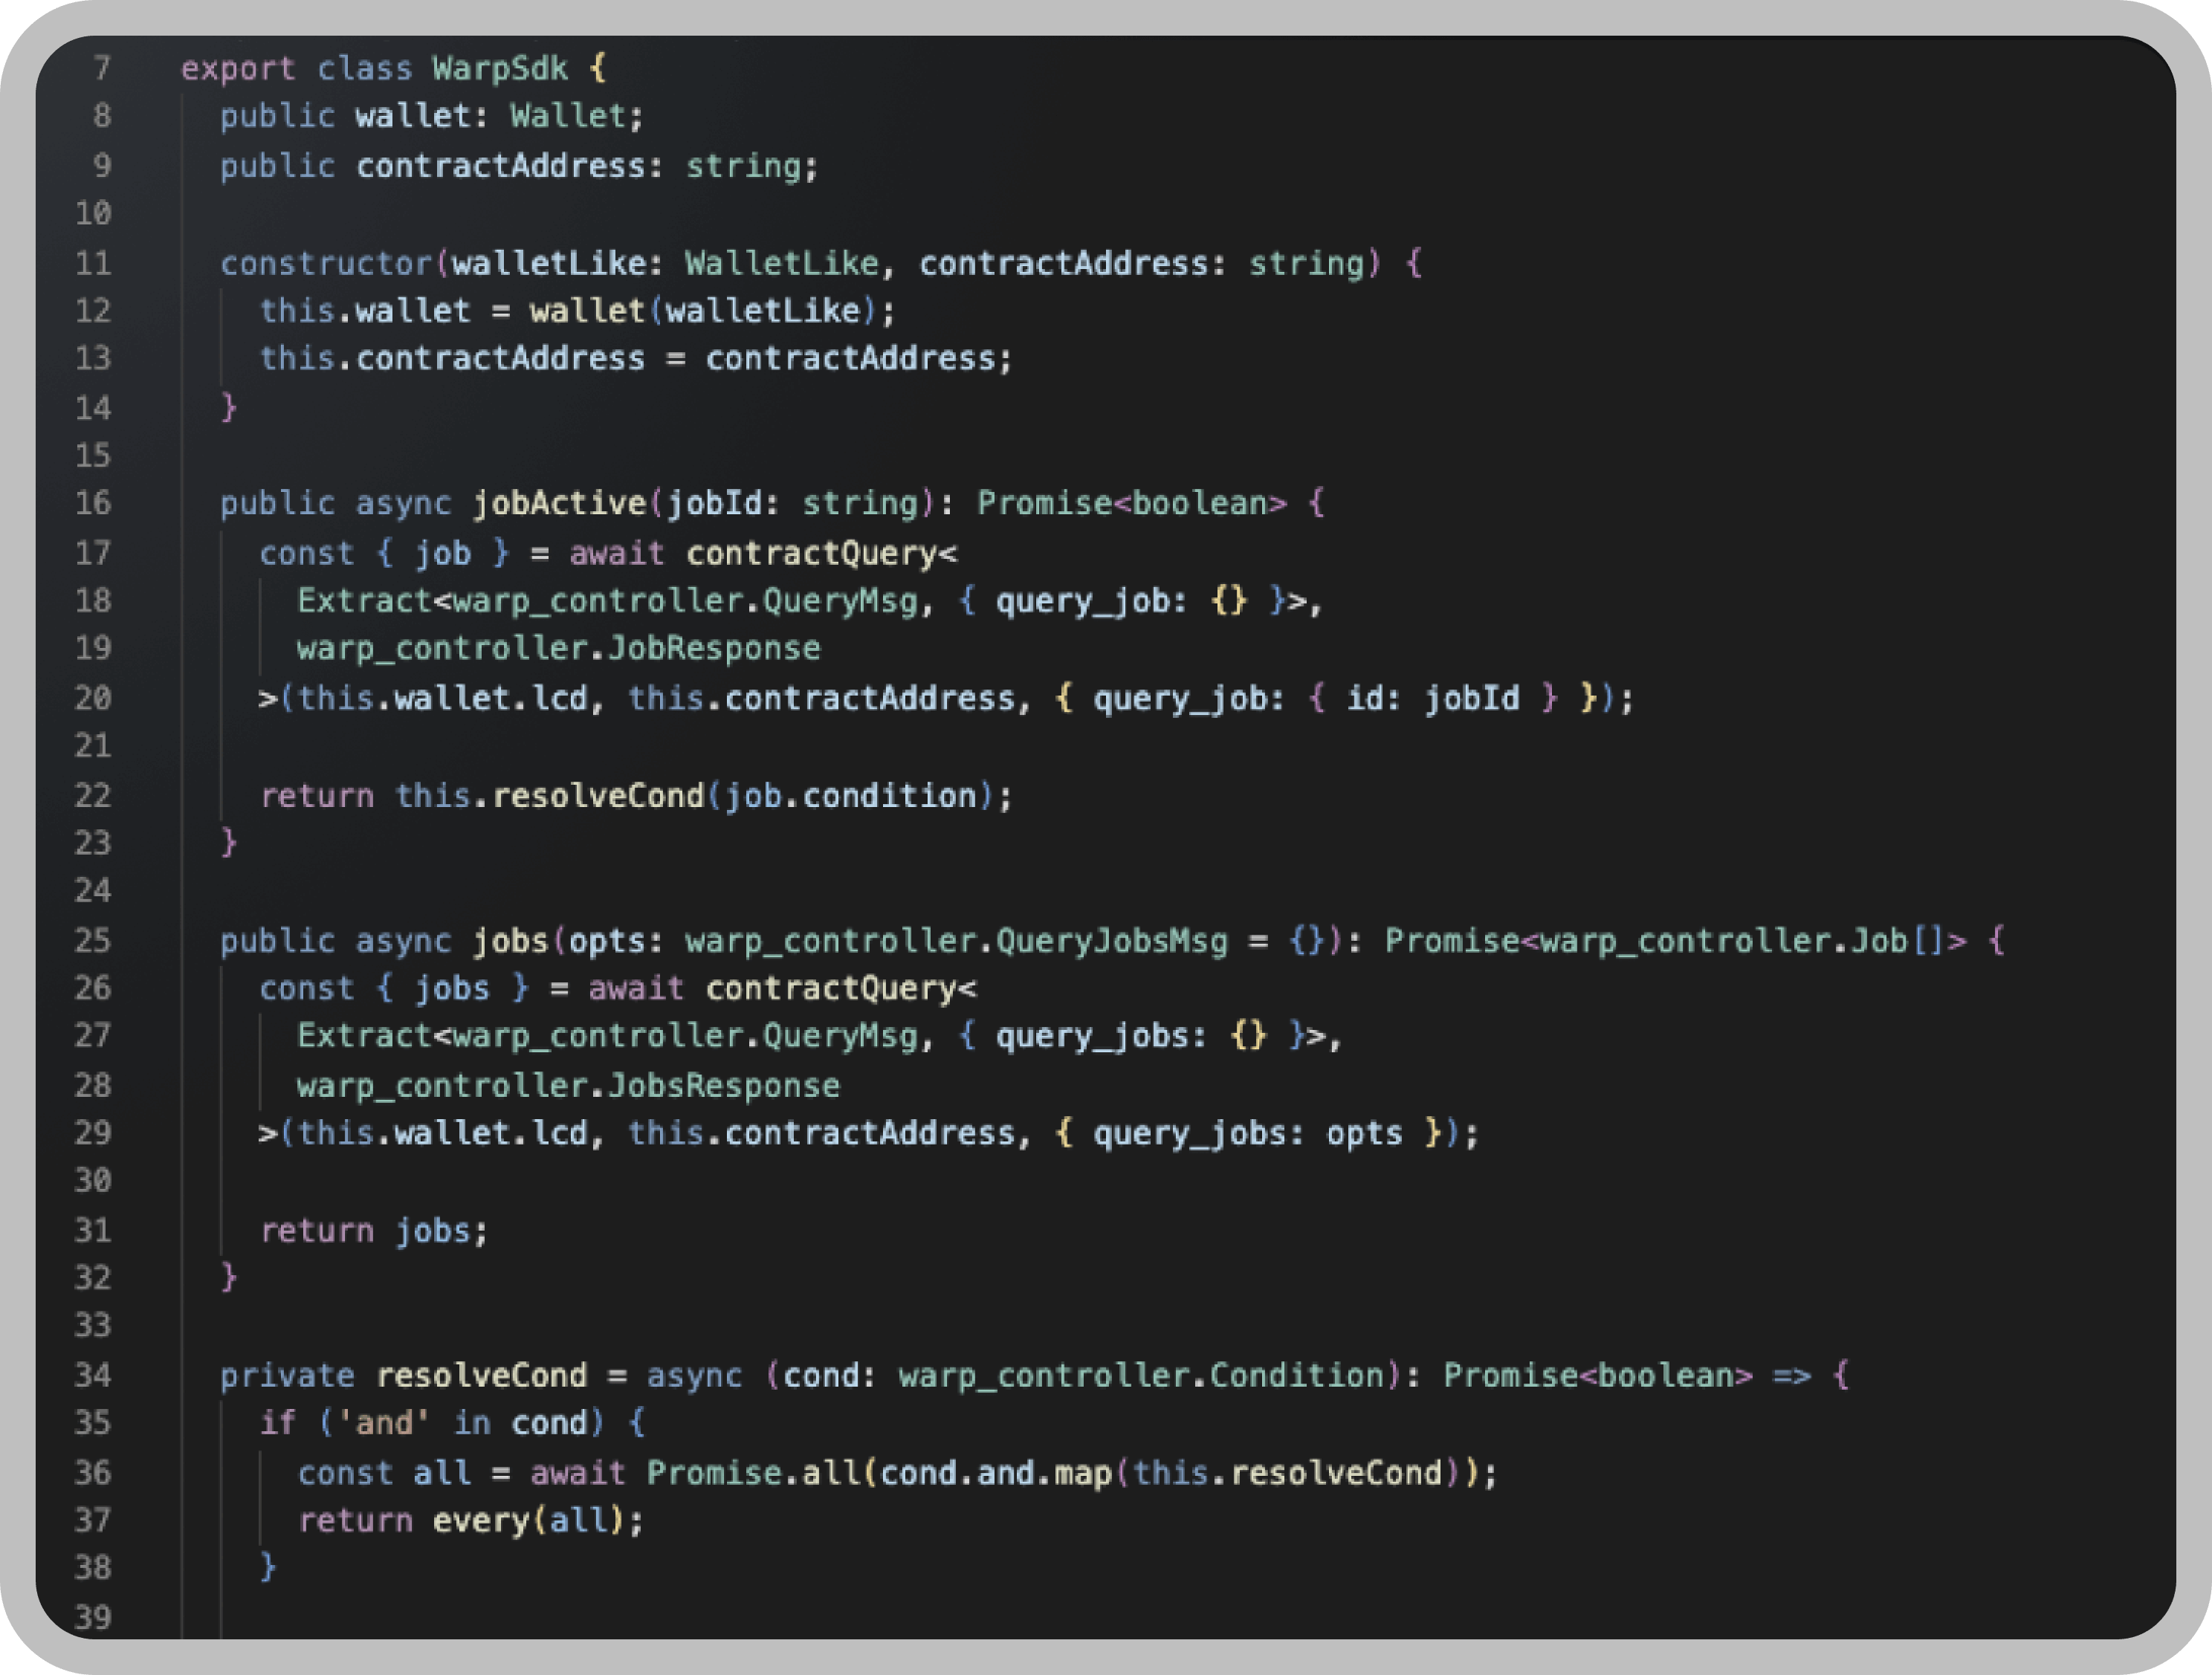 7 export class WarpSdk {
8 public wallet: Wallet;
9 public contractAddress: string;
10
11 constructor(walletLike: WalletLike, contractAddress: string) {
12 this.wallet = wallet(walletLike);
13 this.contractAddress = contractAddress;
14 }
15
16 public async jobActive(jobId: string): Promise<boolean> {
17 const { job } = await contractQuery<
18 Extract<warp_controller.QueryMsg, { query_job: {} }>,
19 warp_controller.JobResponse
20 >(this.wallet.lcd, this.contractAddress, { query_job: { id: jobId } });
21
22 return this.resolveCond(job.condition);
23 }
24
25 public async jobs(opts: warp_controller.QueryJobsMsg = {}): Promise<warp_controller.Job[]> {
26 const { jobs } = await contractQuery<
27 Extract<warp_controller.QueryMsg, { query_jobs: {} }>,
28 warp_controller.JobsResponse
29 >(this.wallet.lcd, this.contractAddress, { query_jobs: opts });
30
31 return jobs;
32 }
33
34 private resolveCond = async (cond: warp_controller.Condition): Promise<boolean> => {
35 if ('and' in cond) {
36 const all = await Promise.all(cond.and.map(this.resolveCond));
37 return every(all);
38 }
39